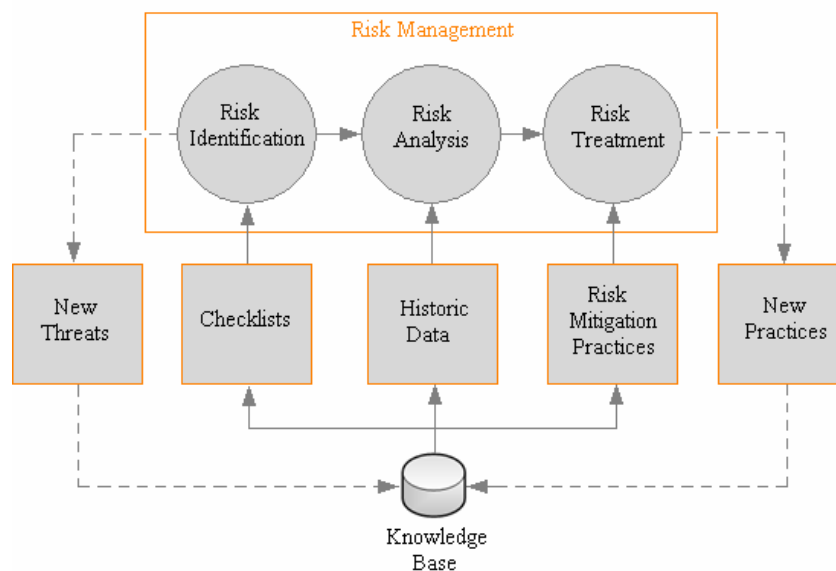 Risk Management
Risk
Identification
Risk
Analysis
Risk
Treatment
New
Threats
Checklists
Historic
Data
Risk
Mitigation
Practices
New
Practices
Knowledge
Base